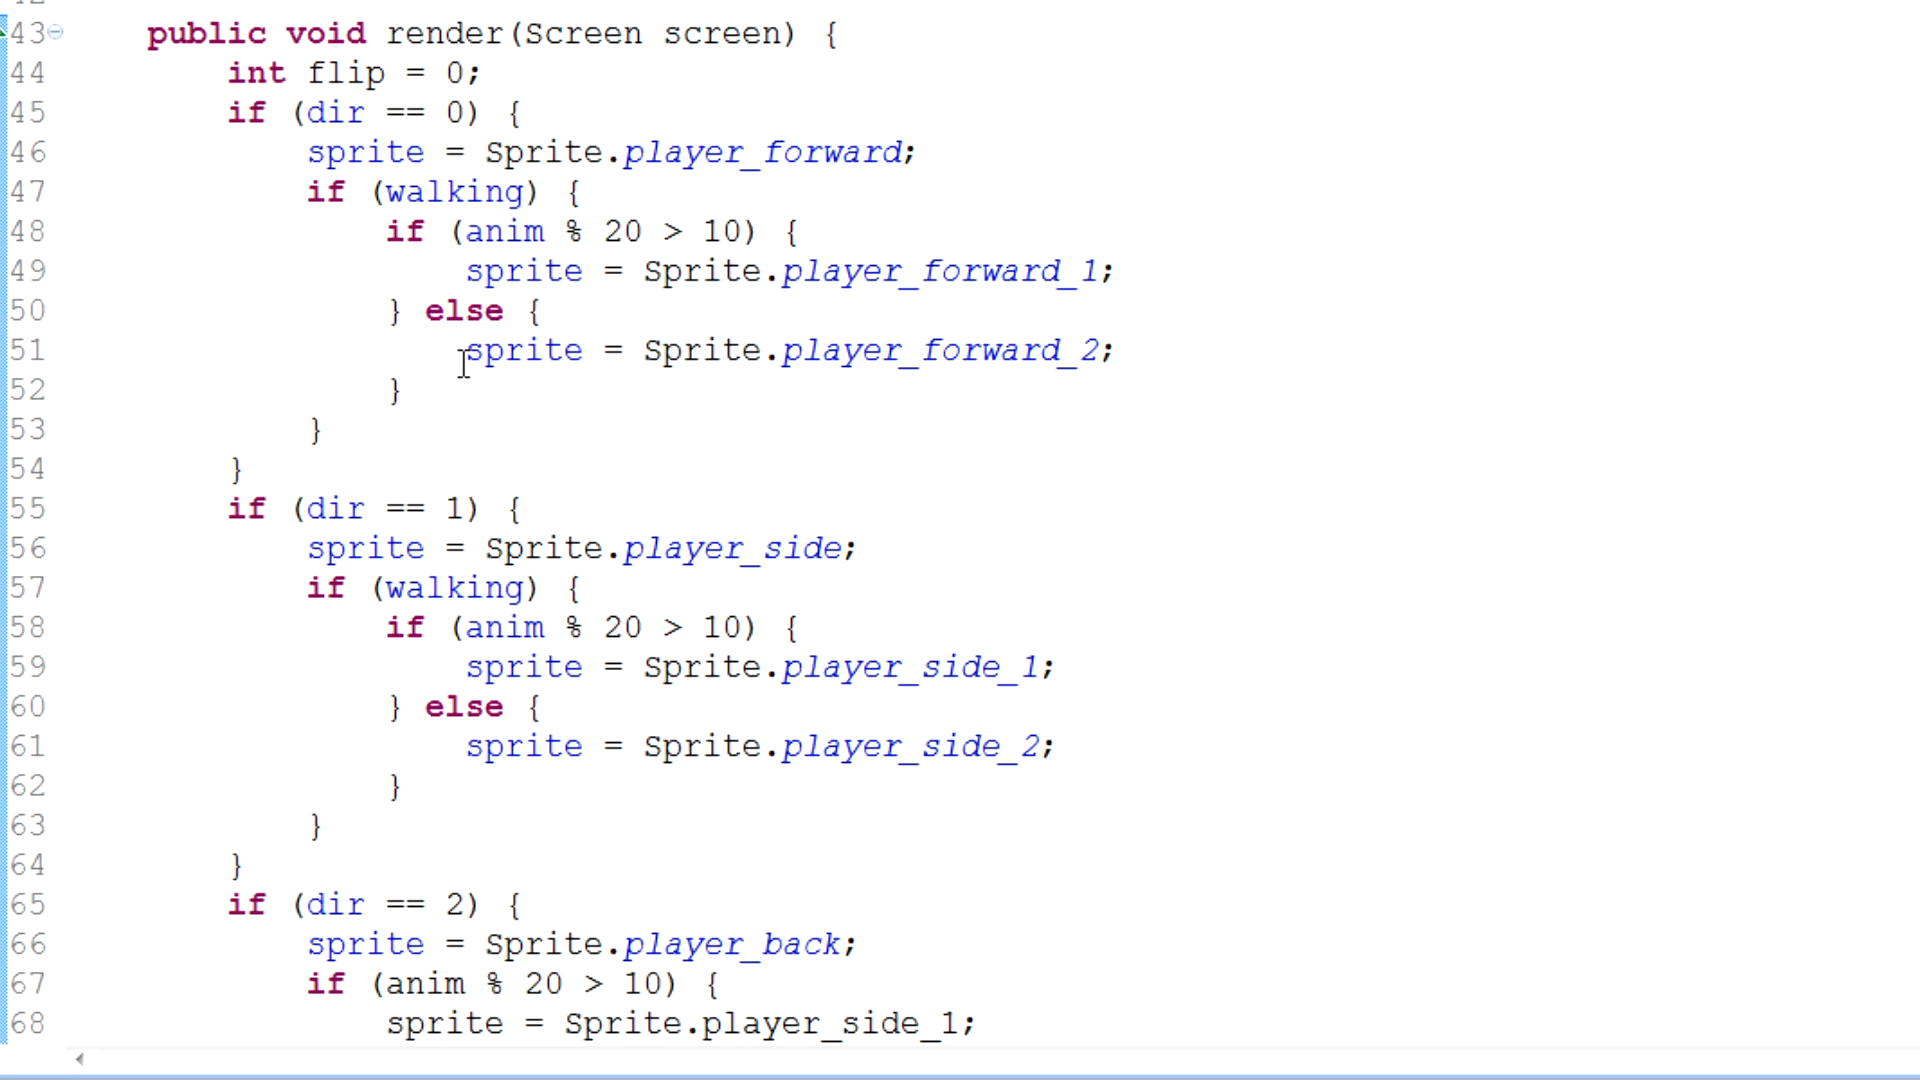 43 public void render(Screen screen) {
44 int flip = 0;
45 if (dir == 0) {
46 sprite = Sprite.player_forward;
47 if (walking) {
48 if (anim % 20 > 10) {
49 sprite = Sprite.player_forward_1;
50 } else {
51 sprite = Sprite.player_forward_2;
52 }
53 }
54 }
55 if (dir == 1) {
56 sprite = Sprite.player_side;
57 if (walking) {
58 if (anim % 20 > 10) {
59 sprite = Sprite.player_side_1;
60 } else {
61 sprite = Sprite.player_side_2;
62 }
63 }
64 }
65 if (dir == 2) {
66 sprite = Sprite.player_back;
67 if (anim % 20 > 10) {
68 sprite = Sprite.player_side_1;